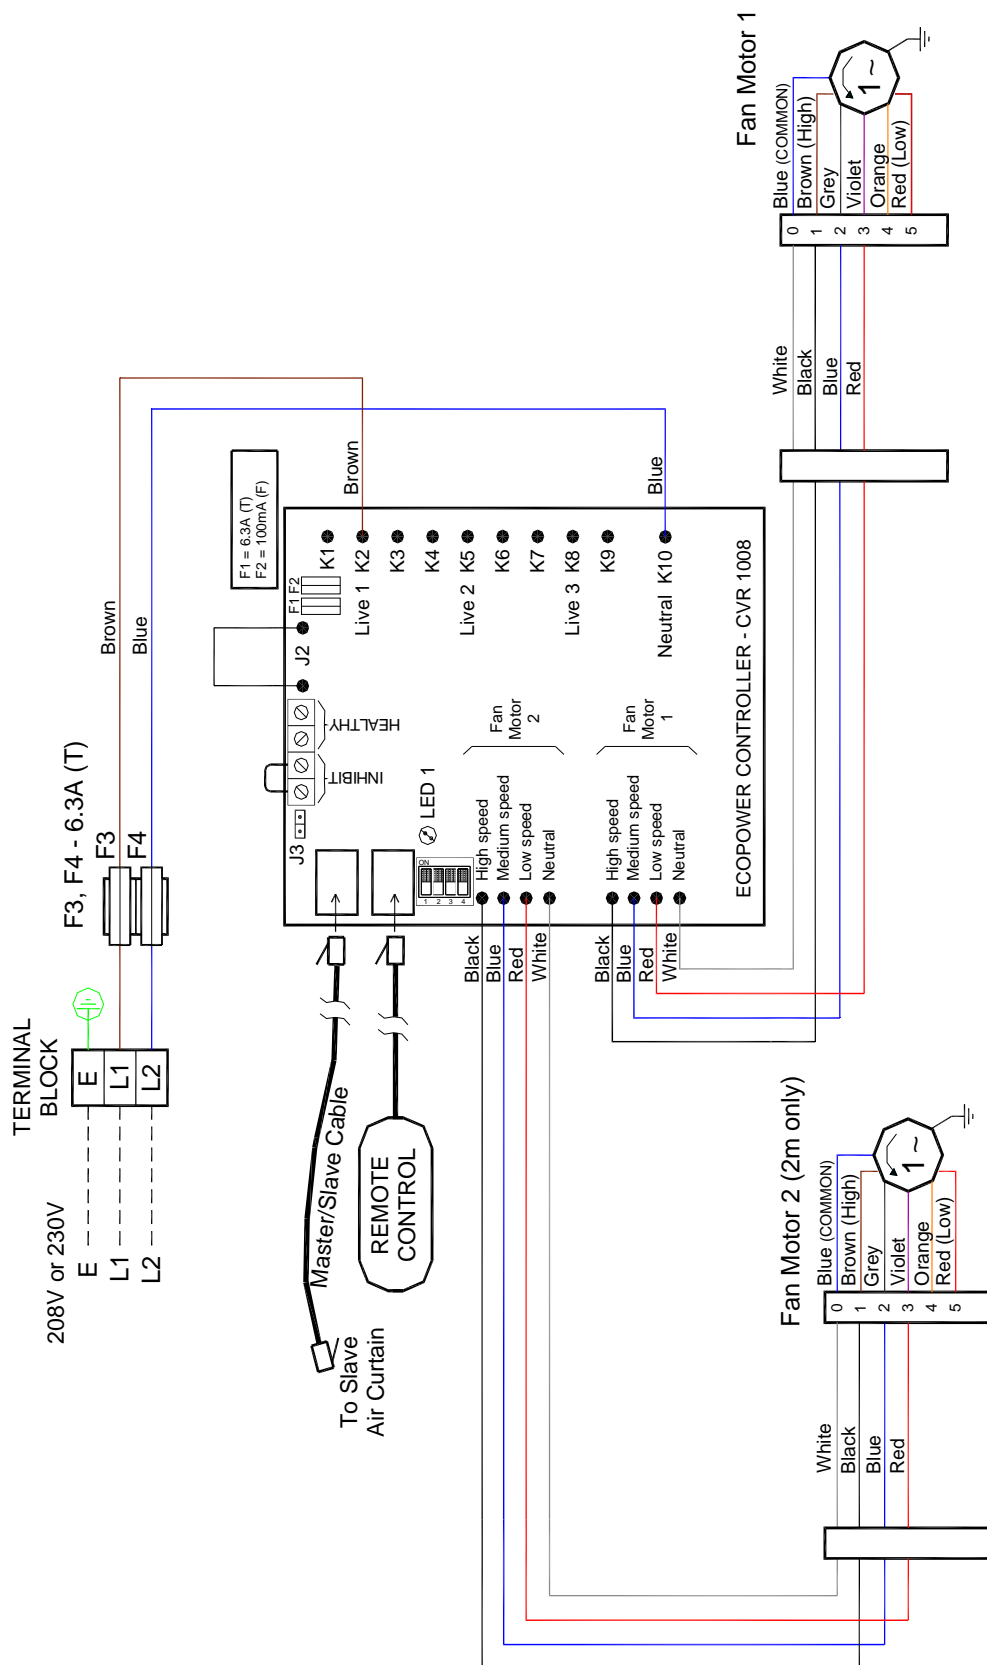 208V or 230V
E
L1
L2
TERMINAL
BLOCK
E
L1
L2
F3, F4 - 6.3A (T)
F3
F4
Brown
Blue
F1 = 6.3A (T)
F2 = 100mA (F)
Brown
Blue
To Slave
Air Curtain
Master/Slave Cable
REMOTE
CONTROL
J3
INHIBIT
HEALTHY
J2
F1
F2
LED 1
ON
1 2 3 4
K1
K2
Live 1
K3
K4
K5
Live 2
K6
K7
K8
Live 3
K9
Neutral K10
High speed
Medium speed
Low speed
Neutral
Fan
Motor
2
High speed
Medium speed
Low speed
Neutral
Fan
Motor
1
ECOPOWER CONTROLLER - CVR 1008
Black
Blue
Red
White
Black
Blue
Red
White
Fan Motor 1
White
Black
Blue
Red
0
1
2
3
4
5
Blue (COMMON)
Brown (High)
Grey
Violet
Orange
Red (Low)
1 ~
Fan Motor 2 (2m only)
White
Black
Blue
Red
0
1
2
3
4
5
Blue (COMMON)
Brown (High)
Grey
Violet
Orange
Red (Low)
1 ~